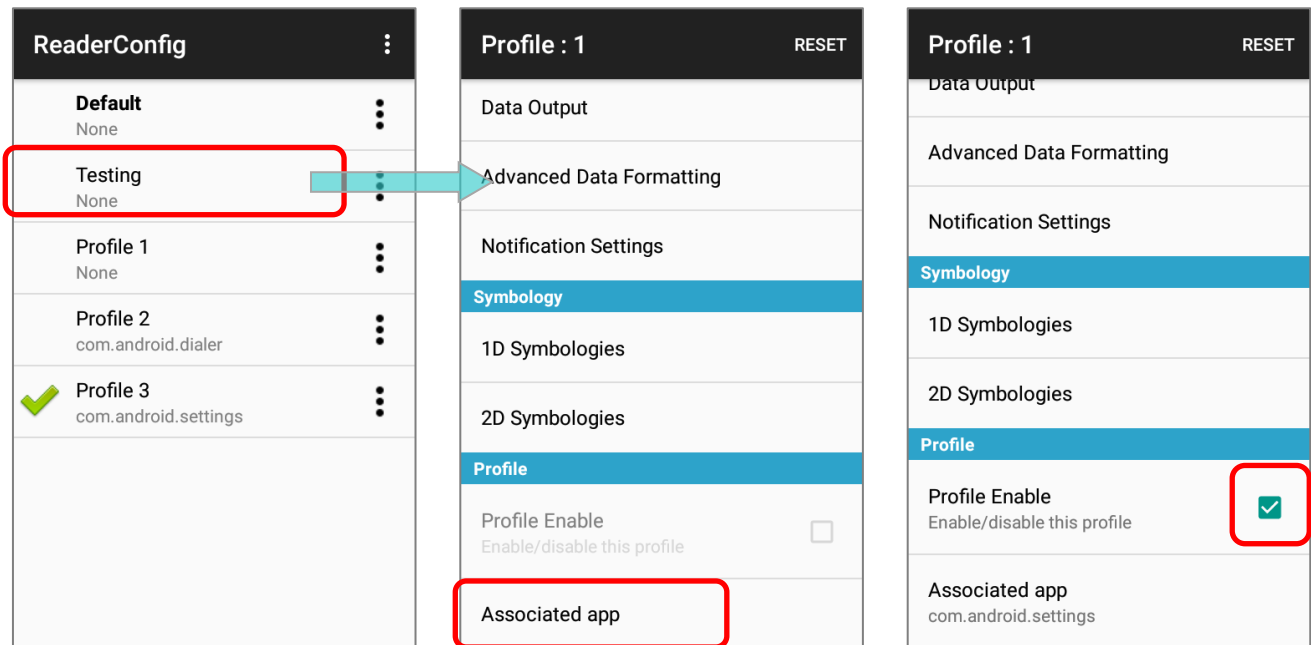 ReaderConfig
Default
None
Testing
None
Profile 1
None
Profile 2
com.android.dialer
Profile 3
com.android.settings
Profile : 1
RESET
Data Output
Advanced Data Formatting
Notification Settings
Symbology
1D Symbologies
2D Symbologies
Profile
Profile Enable
Enable/disable this profile
Associated app
Profile : 1
RESET
Data Output
Advanced Data Formatting
Notification Settings
Symbology
1D Symbologies
2D Symbologies
Profile
Profile Enable
Enable/disable this profile
Associated app
com.android.settings